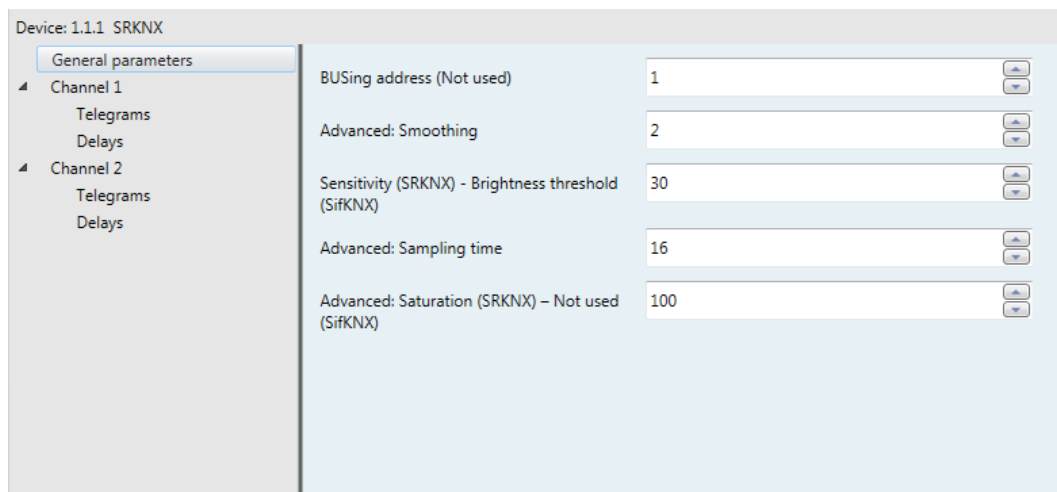 Device: 1.1.1 SRKNX
General parameters
Channel 1
Telegrams
Delays
Channel 2
Telegrams
Delays
BUSing address (Not used)
1
Advanced: Smoothing
2
Sensitivity (SRKNX) - Brightness threshold
(SifKNX)
30
Advanced: Sampling time
16
Advanced: Saturation (SRKNX) – Not used
(SifKNX)
100